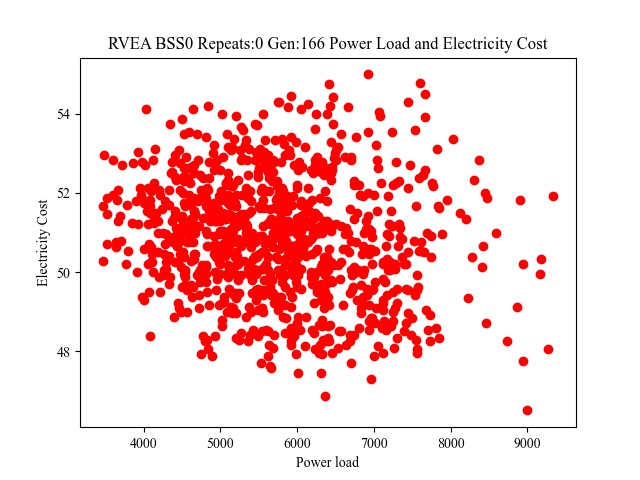 RVEA BSS0 Repeats:0 Gen:166 Power Load and Electricity Cost
54
52
50
48
Electricity Cost
4000 5000 6000 7000 8000 9000
Power load